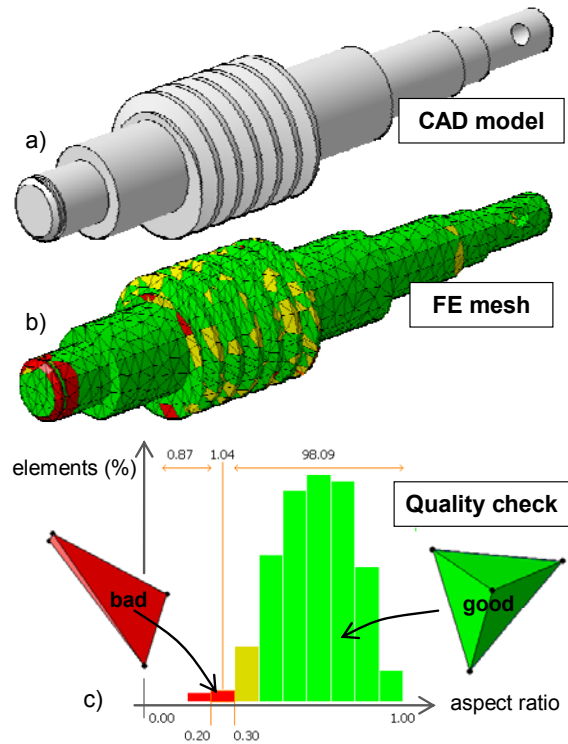 a)
CAD model
b)
FE mesh
elements (%)
0.87
1.04
98.09
Quality check
bad
good
c)
aspect ratio
0.00
1.00
0.20
0.30